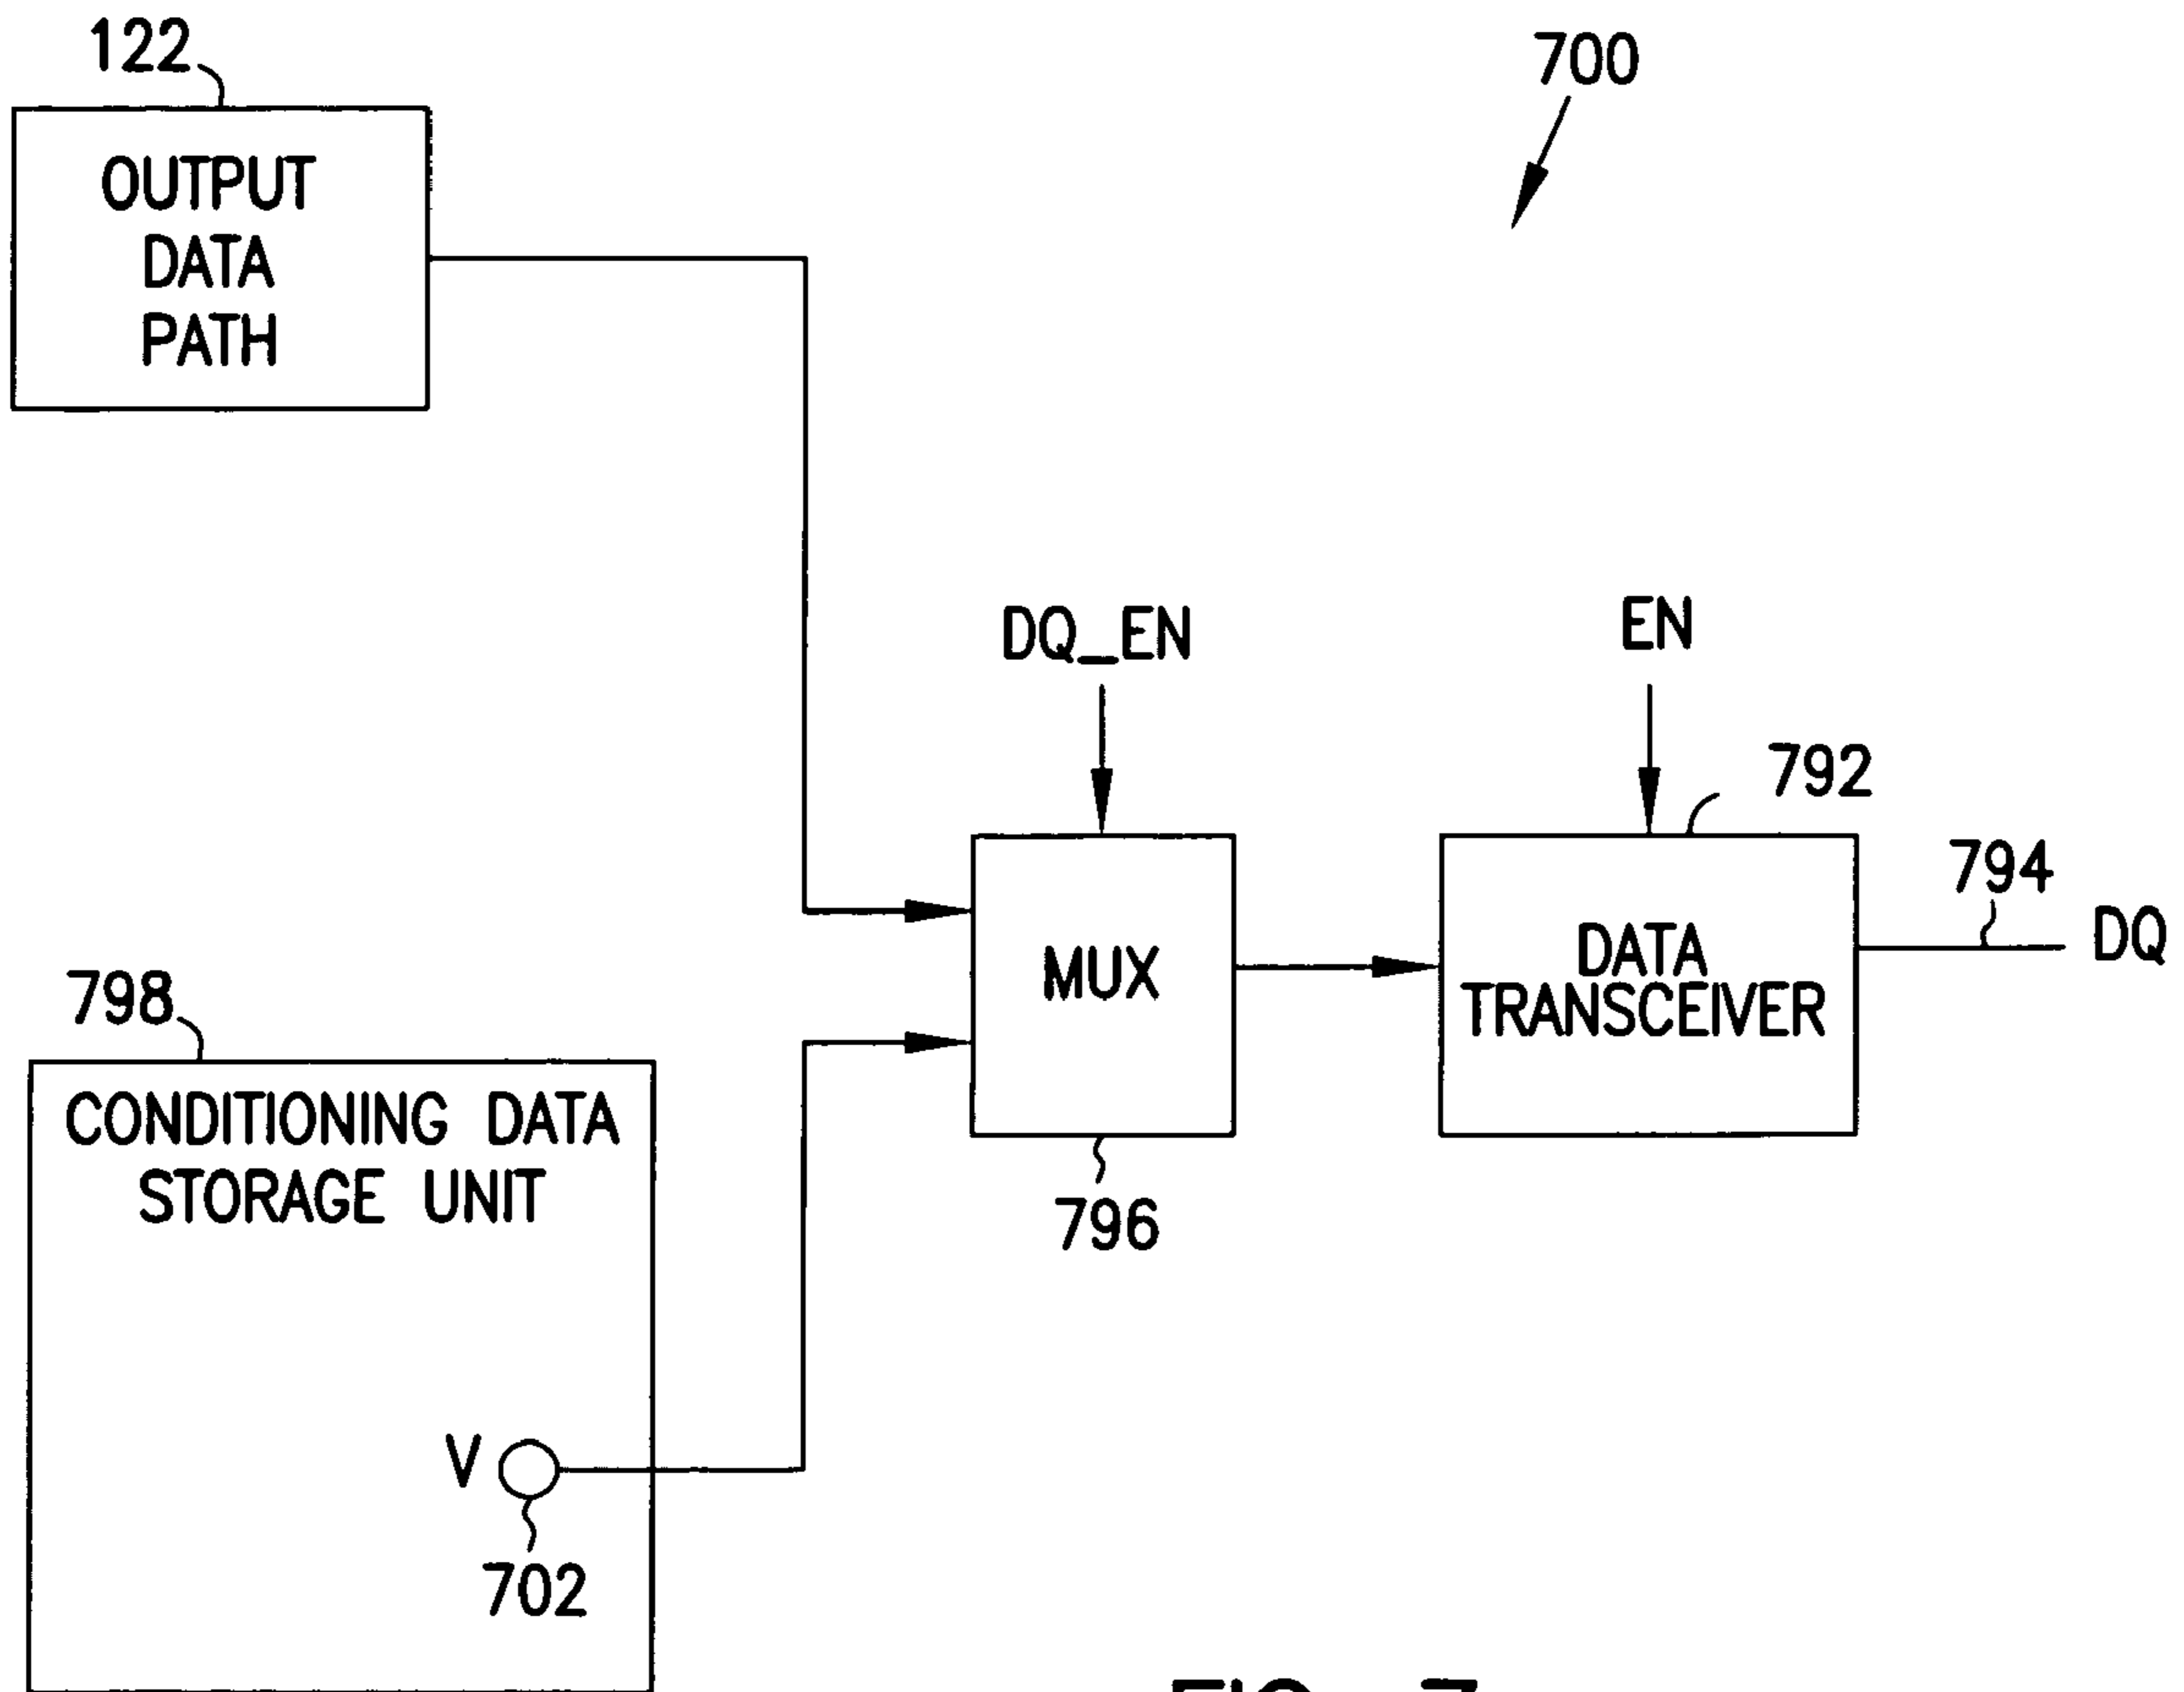 122
700
OUTPUT
DATA
PATH
DQ_EN
EN
792
794
DQ
MUX
DATA
TRANSCEIVER
796
798
CONDITIONING DATA
STORAGE UNIT
V
702